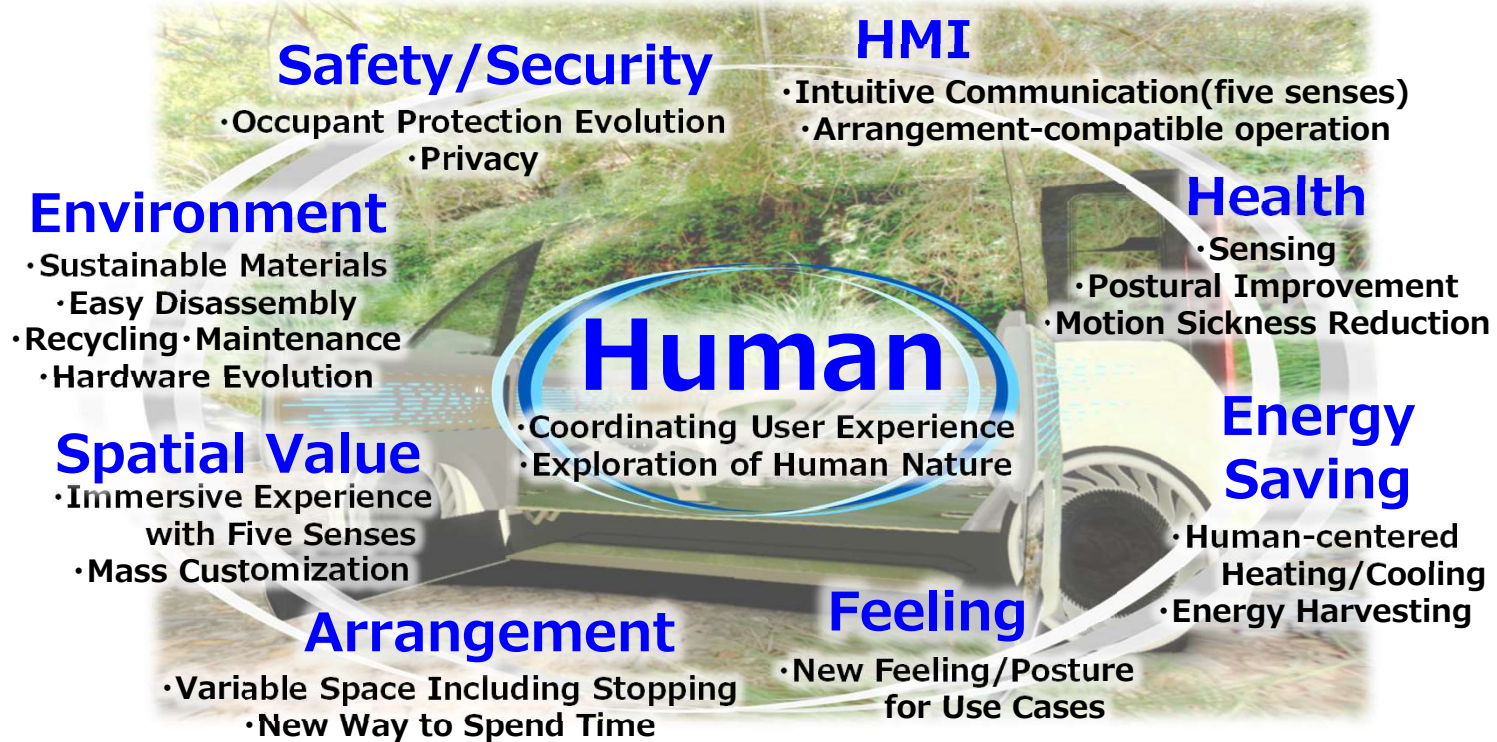 Safety/Security
・Occupant Protection Evolution
・Privacy
HMI
・Intuitive Communication(five senses)
・Arrangement-compatible operation
Environment
・Sustainable Materials
・Easy Disassembly
・Recycling・Maintenance
・Hardware Evolution
Health
・Sensing
・Postural Improvement
・Motion Sickness Reduction
Human
・Coordinating User Experience
・Exploration of Human Nature
Spatial Value
・Immersive Experience
with Five Senses
・Mass Customization
Energy
Saving
・Human-centered
Heating/Cooling
・Energy Harvesting
Arrangement
・Variable Space Including Stopping
・New Way to Spend Time
Feeling
・New Feeling/Posture
for Use Cases